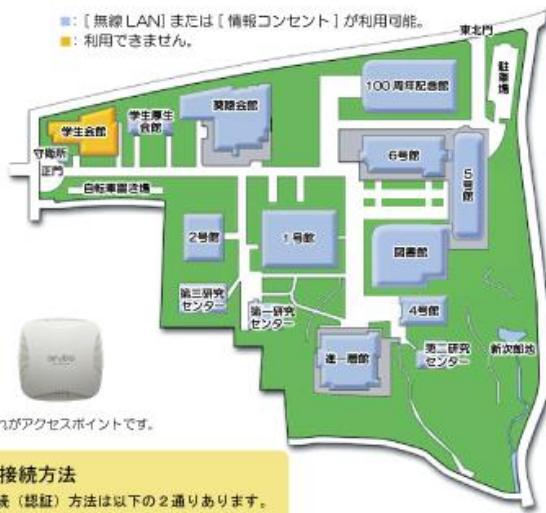 ■：［無線LAN］または［情報コンセント］が利用可能。
■：利用できません。
東北門
駐車場
100周年記念館
学生会館
学生厚生
会館
蘭陵会館
守衛所
正門
自転車置き場
6号館
5号館
2号館
1号館
図書館
第三研究
センター
第一研究
センター
4号館
進一層館
第二研究
センター
新次郎池
aruba
れがアクセスポイントです。
接続方法
続（認証）方法は以下の２通りあります。